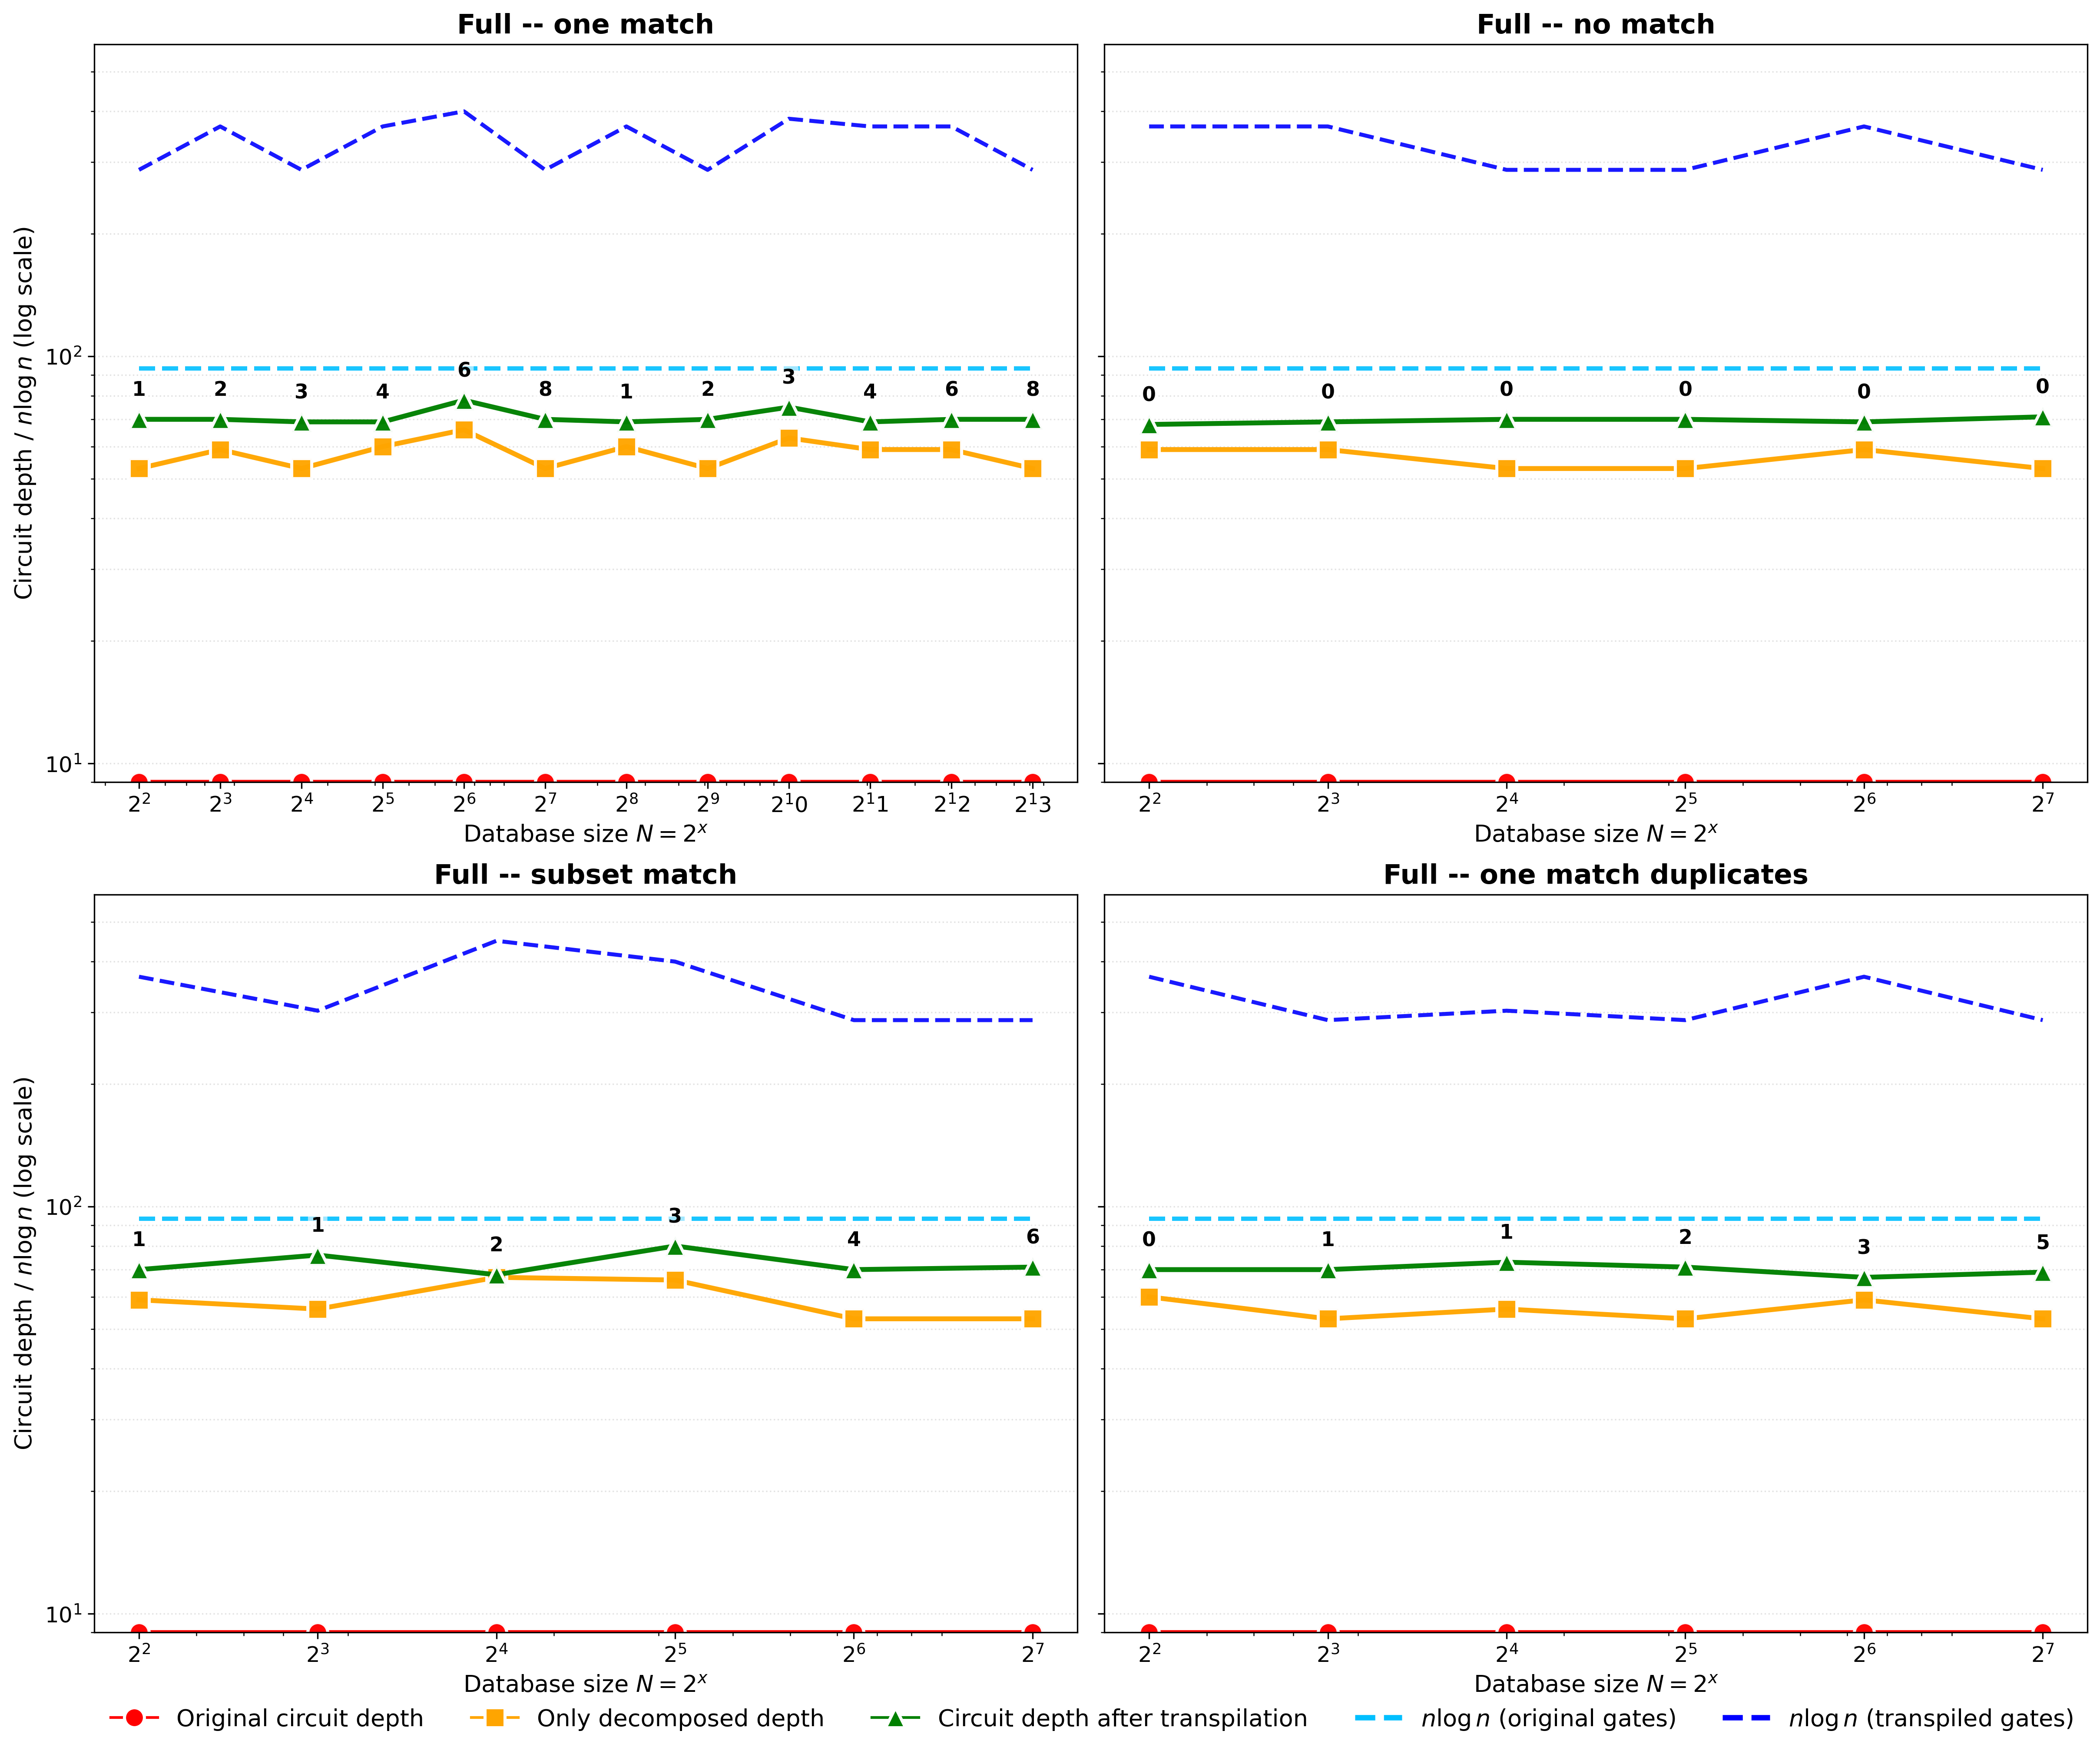 Full -- one match
Full -- no match
Circuit depth / n log n (log scale)
10²
10¹
1 2 3 4 6 8 1 2 3 4 6 8
0 0 0 0 0 0
2² 2³ 2⁴ 2⁵ 2⁶ 2⁷ 2⁸ 2⁹ 2¹0 2¹1 2¹2 2¹3
2² 2³ 2⁴ 2⁵ 2⁶ 2⁷
Database size N = 2ˣ
Database size N = 2ˣ
Full -- subset match
Full -- one match duplicates
Circuit depth / n log n (log scale)
10²
10¹
1 1 2 3 4 6
0 1 1 2 3 5
2² 2³ 2⁴ 2⁵ 2⁶ 2⁷
2² 2³ 2⁴ 2⁵ 2⁶ 2⁷
Database size N = 2ˣ
Database size N = 2ˣ
Original circuit depth Only decomposed depth Circuit depth after transpilation n log n (original gates) n log n (transpiled gates)